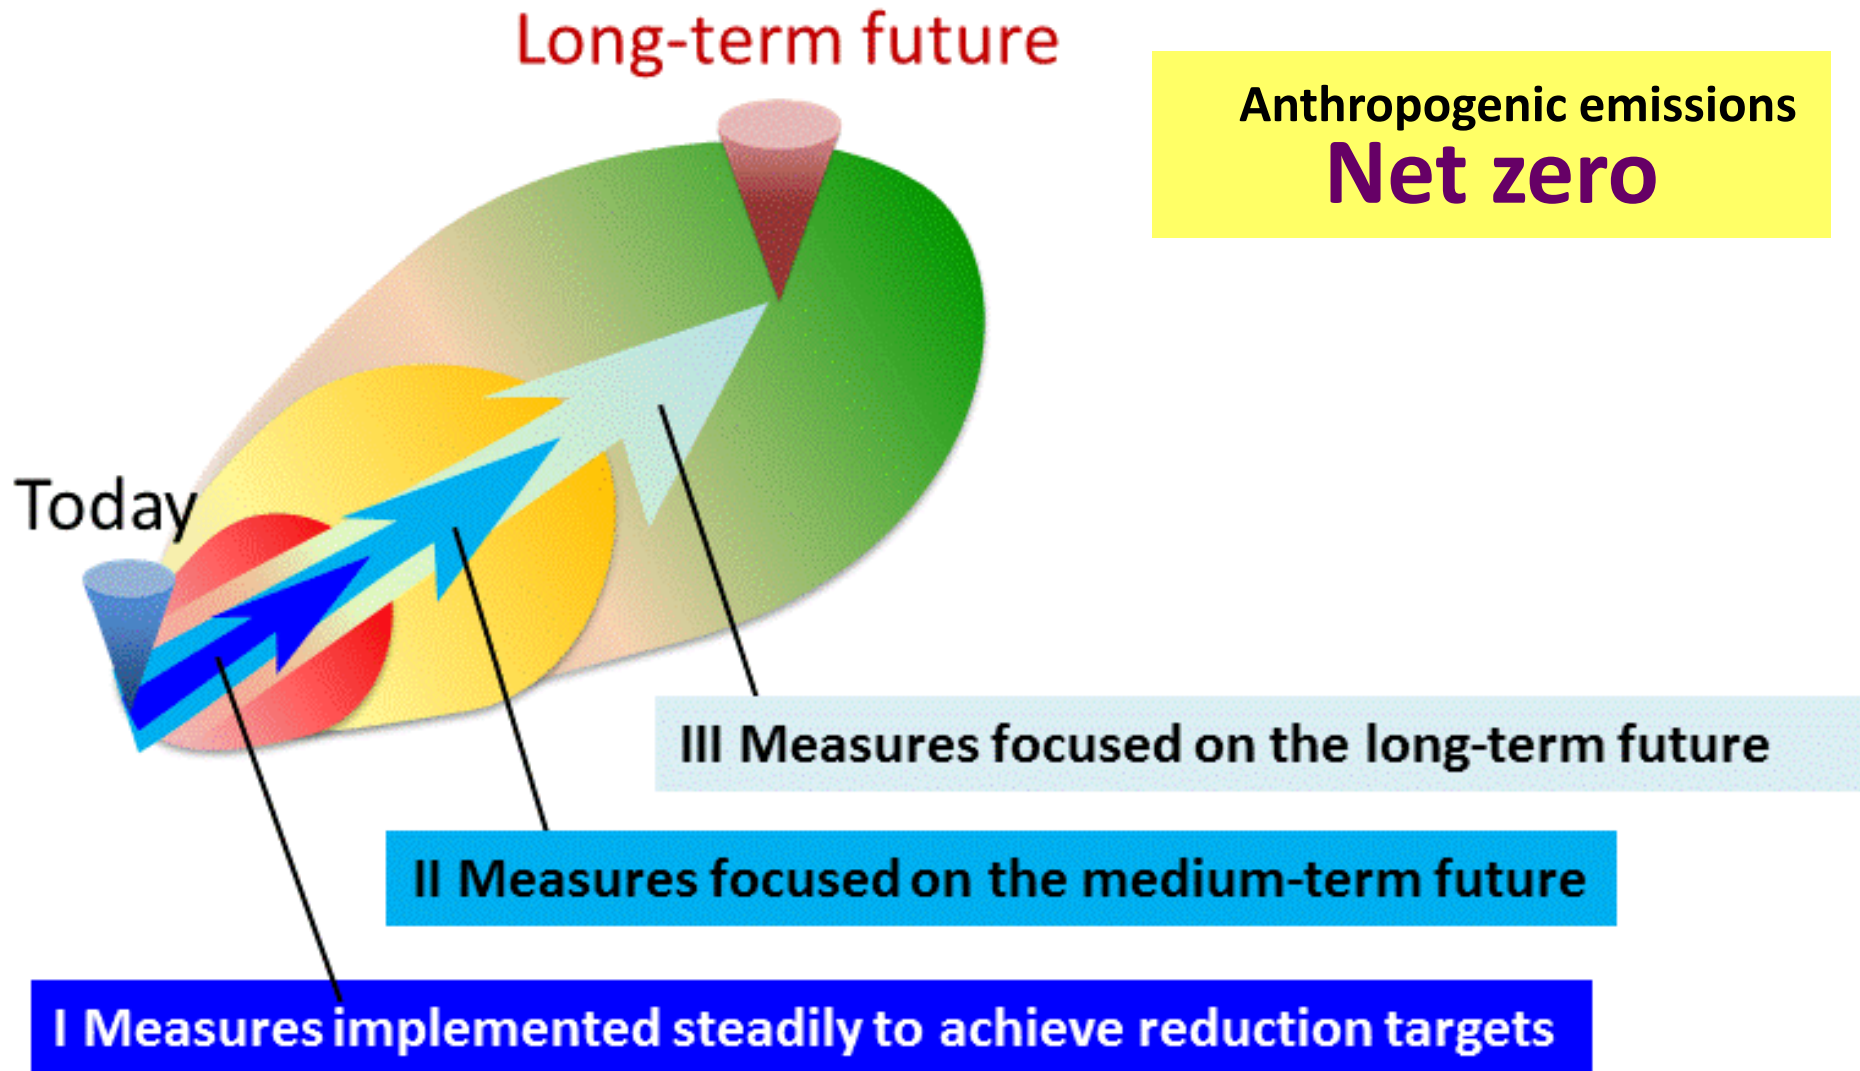 Long-term future
Anthropogenic emissions
Net zero
Today
III Measures focused on the long-term future
II Measures focused on the medium-term future
I Measures implemented steadily to achieve reduction targets